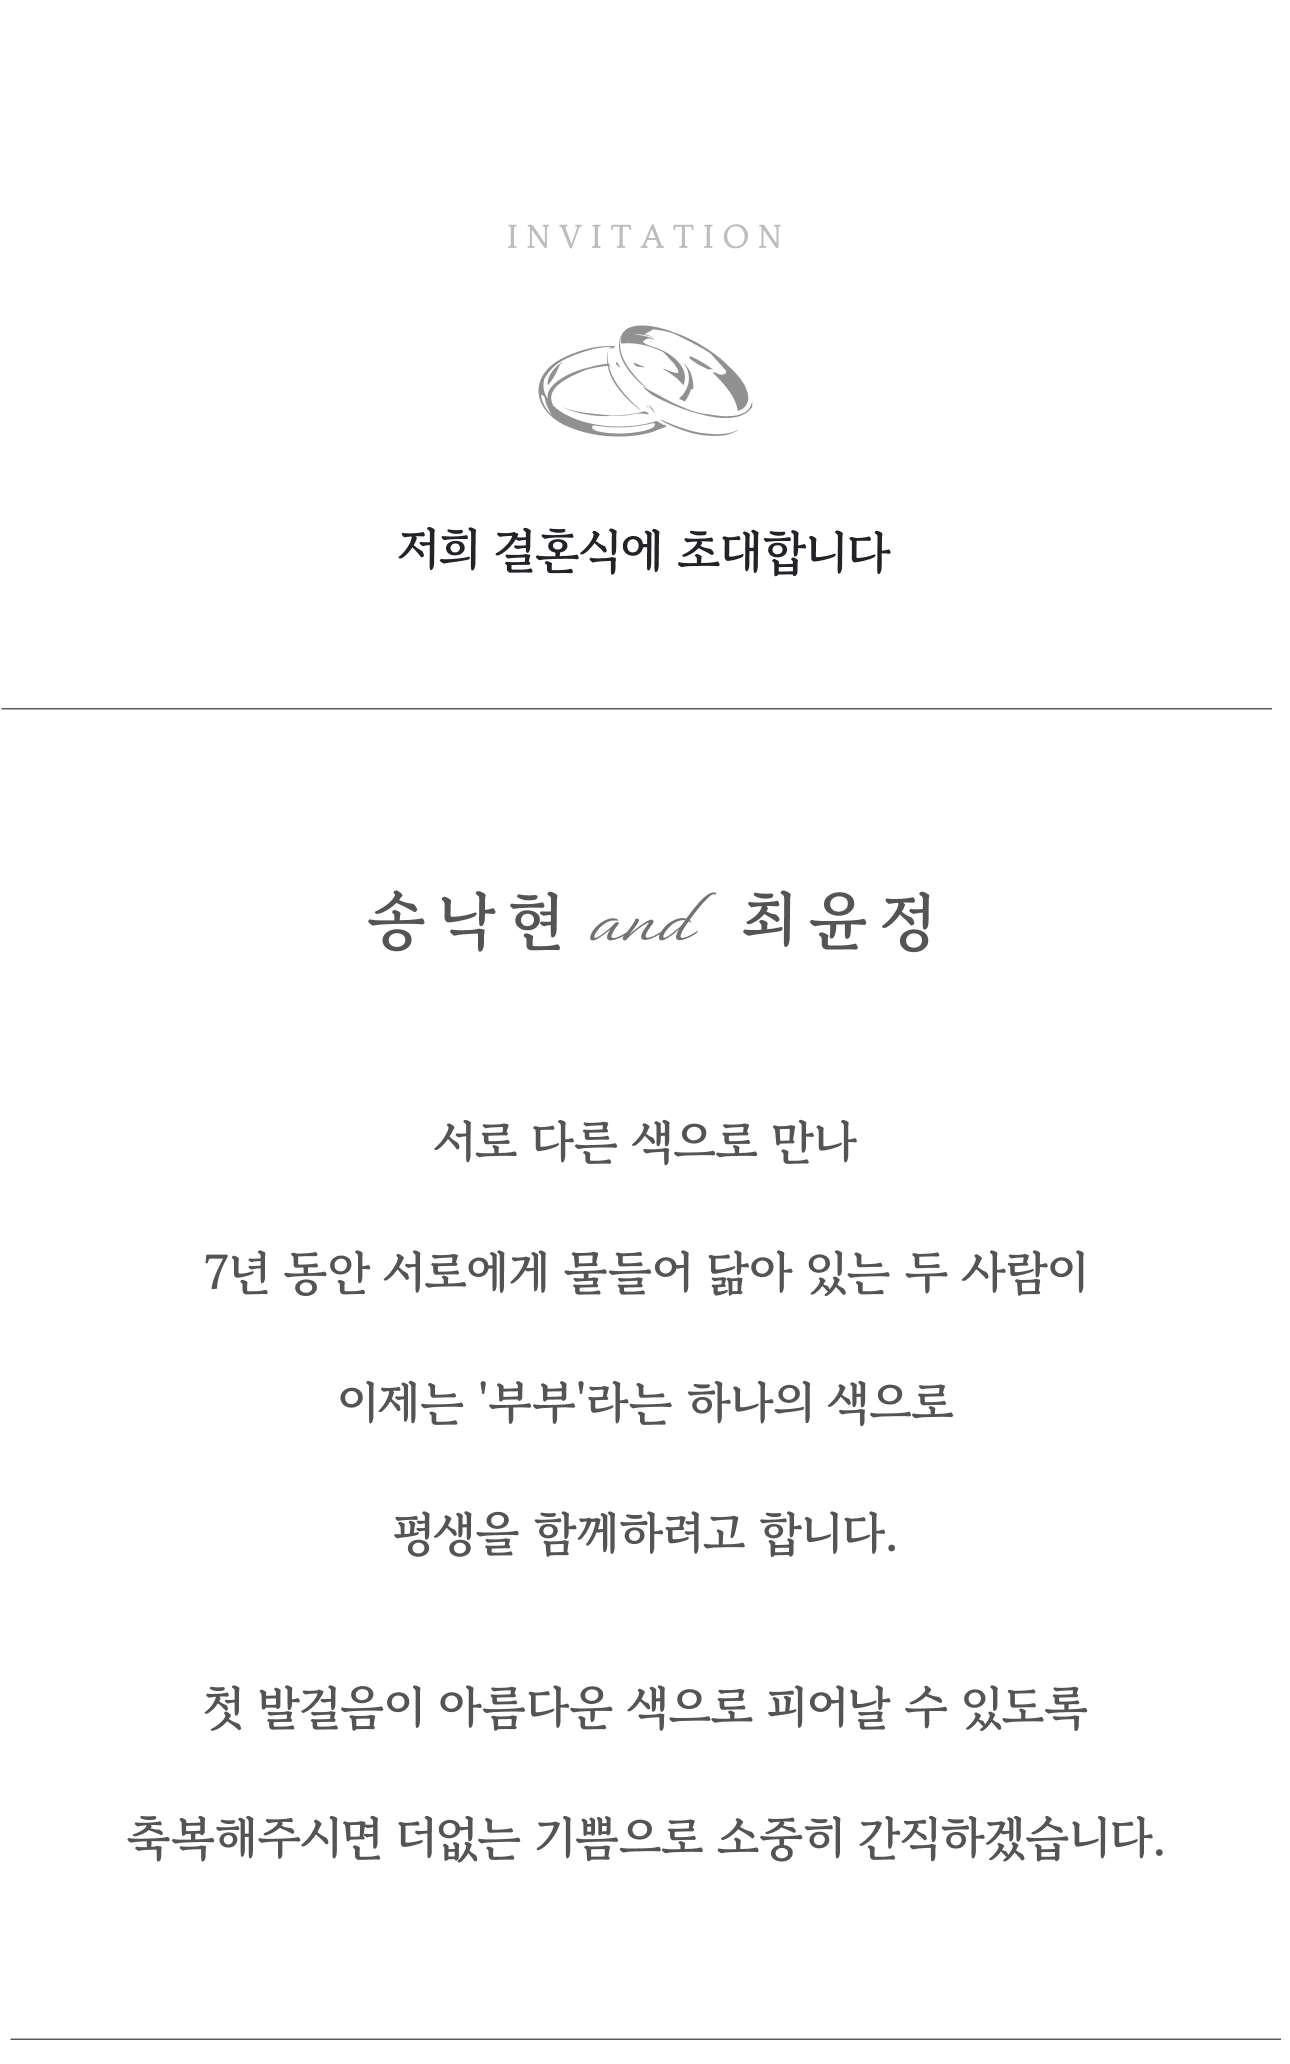 INVITATION
저희 결혼식에 초대합니다
송낙현 and 최윤정
서로 다른 색으로 만나
7년 동안 서로에게 물들어 닮아 있는 두 사람이
이제는 '부부'라는 하나의 색으로
평생을 함께하려고 합니다.
첫 발걸음이 아름다운 색으로 피어날 수 있도록
축복해주시면 더없는 기쁨으로 소중히 간직하겠습니다.